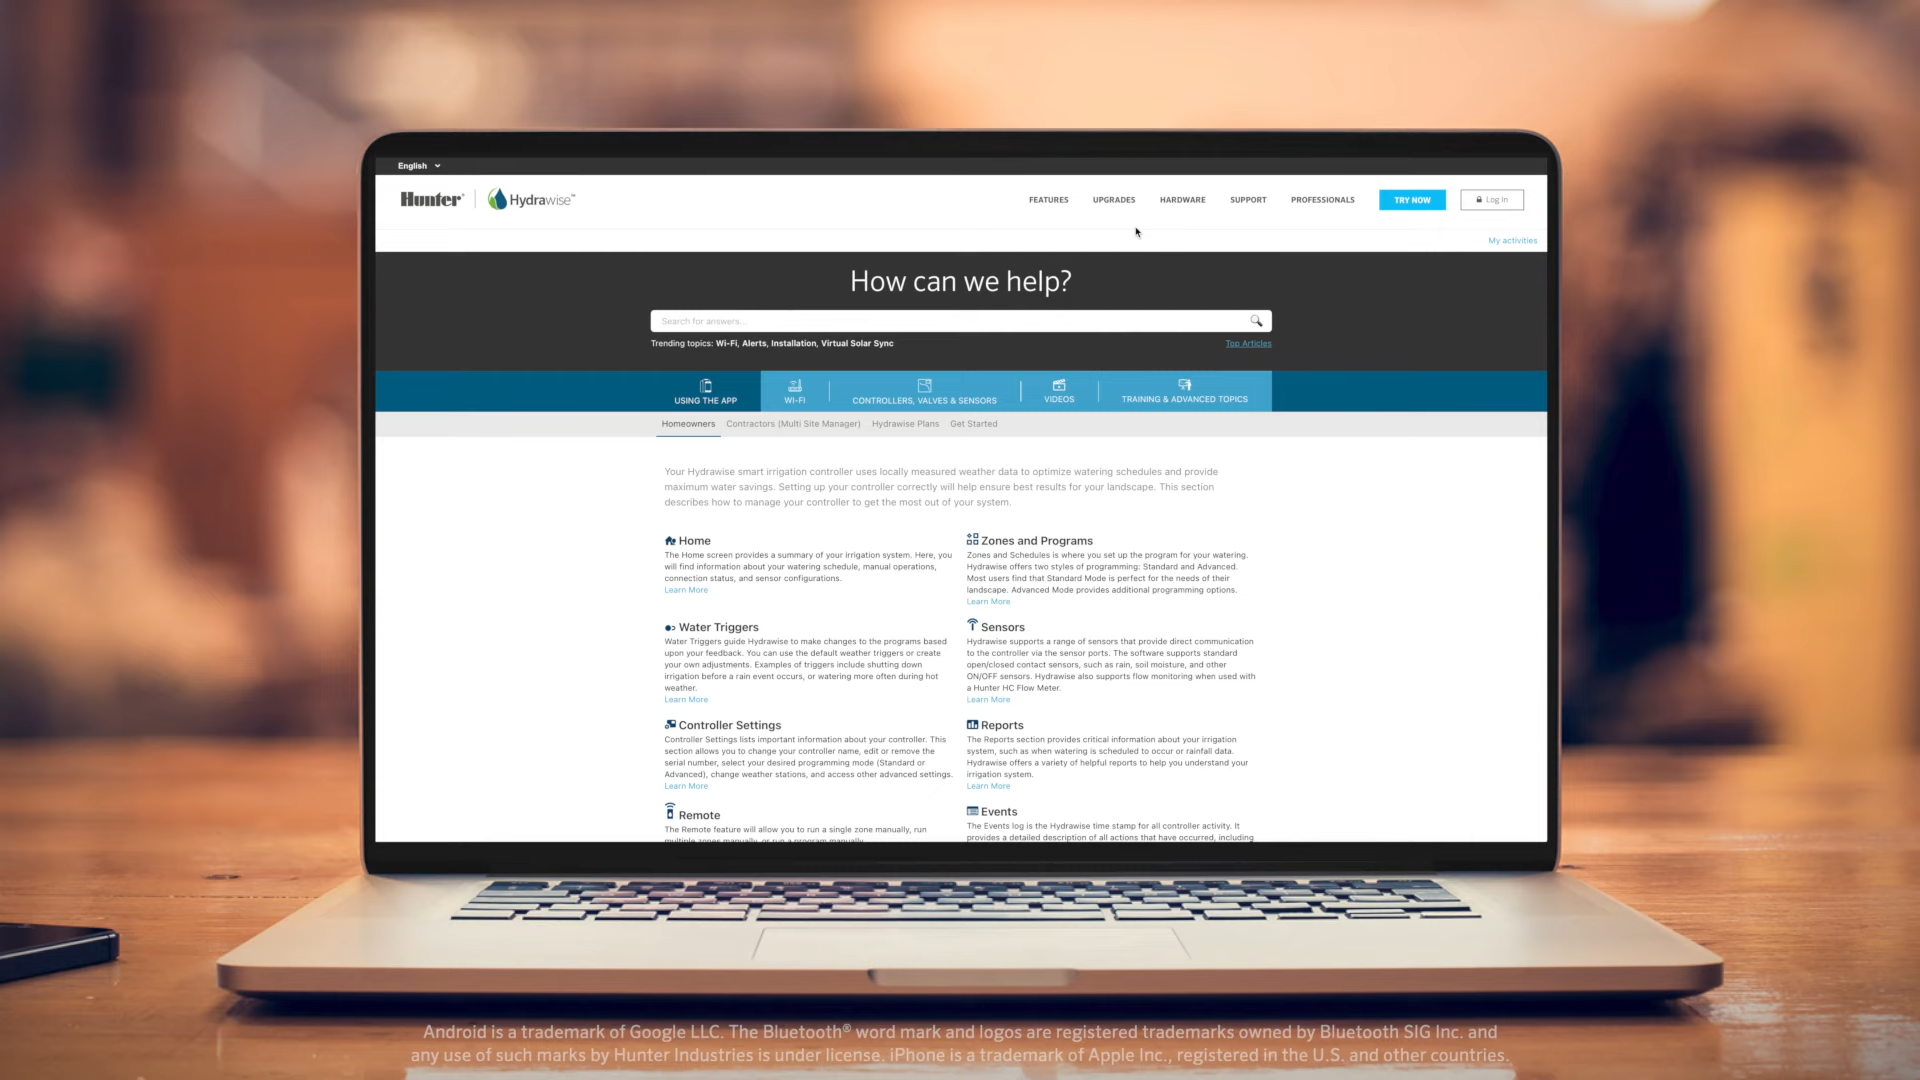 English
Hunter® | Hydrawise™
FEATURES UPGRADES HARDWARE SUPPORT PROFESSIONALS TRY NOW Log In
My activities
How can we help?
Search for answers...
Trending topics: Wi-Fi, Alerts, Installation, Virtual Solar Sync
Top Articles
USING THE APP WI-FI CONTROLLERS, VALVES & SENSORS VIDEOS TRAINING & ADVANCED TOPICS
Homeowners Contractors (Multi Site Manager) Hydrawise Plans Get Started
Your Hydrawise smart irrigation controller uses locally measured weather data to optimize watering schedules and provide
maximum water savings. Setting up your controller correctly will help ensure best results for your landscape. This section
describes how to manage your controller to get the most out of your system.
Home
The Home screen provides a summary of your irrigation system. Here, you
will find information about your watering schedule, manual operations,
connection status, and sensor configurations.
Learn More
Zones and Programs
Zones and Schedules is where you set up the program for your watering.
Hydrawise offers two styles of programming: Standard and Advanced.
Most users find that Standard Mode is perfect for the needs of their
landscape. Advanced Mode provides additional programming options.
Learn More
Water Triggers
Water Triggers guide Hydrawise to make changes to the programs based
upon your feedback. You can use the default weather triggers or create
your own adjustments. Examples of triggers include shutting down
irrigation before a rain event occurs, or watering more often during hot
weather.
Learn More
Sensors
Hydrawise supports a range of sensors that provide direct communication
to the controller via the sensor ports. The software supports standard
open/closed contact sensors, such as rain, soil moisture, and other
ON/OFF sensors. Hydrawise also supports flow monitoring when used with
a Hunter HC Flow Meter.
Learn More
Controller Settings
Controller Settings lists important information about your controller. This
section allows you to change your controller name, edit or remove the
serial number, select your desired programming mode (Standard or
Advanced), change weather stations, and access other advanced settings.
Learn More
Reports
The Reports section provides critical information about your irrigation
system, such as when watering is scheduled to occur or rainfall data.
Hydrawise offers a variety of helpful reports to help you understand your
irrigation system.
Learn More
Remote
The Remote feature will allow you to run a single zone manually, run
multiple zones manually, or run a program manually.
Events
The Events log is the Hydrawise time stamp for all controller activity. It
provides a detailed description of all actions that have occurred, including
Android is a trademark of Google LLC. The Bluetooth® word mark and logos are registered trademarks owned by Bluetooth SIG Inc. and
any use of such marks by Hunter Industries is under license. iPhone is a trademark of Apple Inc., registered in the U.S. and other countries.